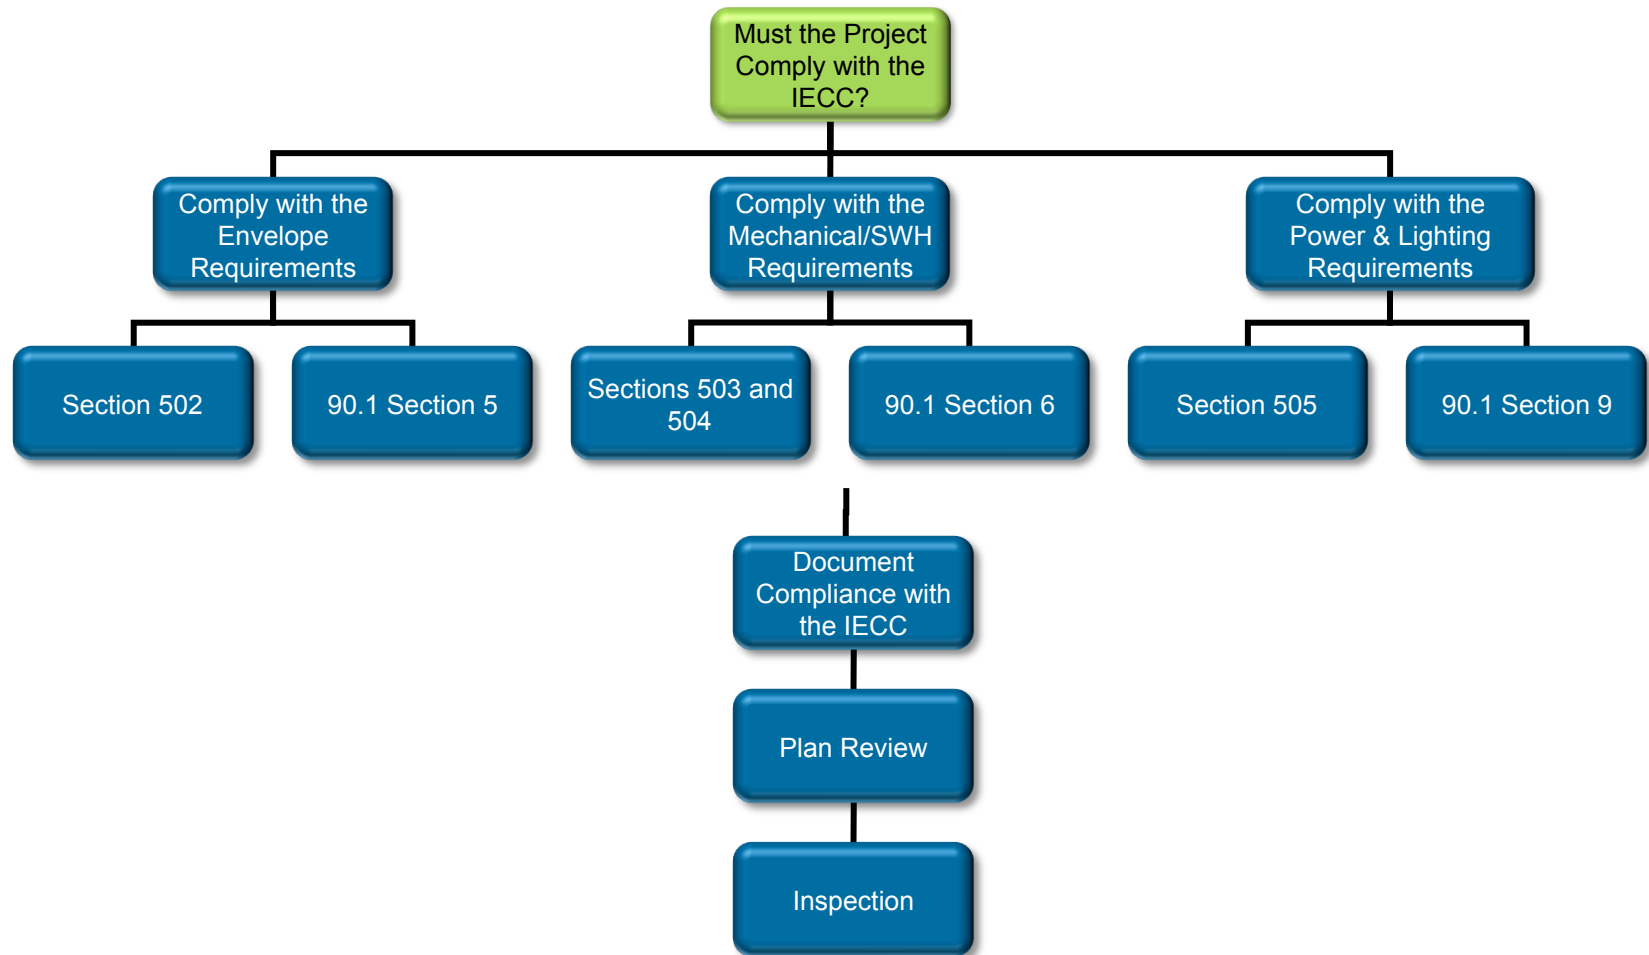 Must the Project
Comply with the
IECC?
Comply with the
Envelope
Requirements
Comply with the
Mechanical/SWH
Requirements
Comply with the
Power & Lighting
Requirements
Section 502
90.1 Section 5
Sections 503 and
504
90.1 Section 6
Section 505
90.1 Section 9
Document
Compliance with
the IECC
Plan Review
Inspection